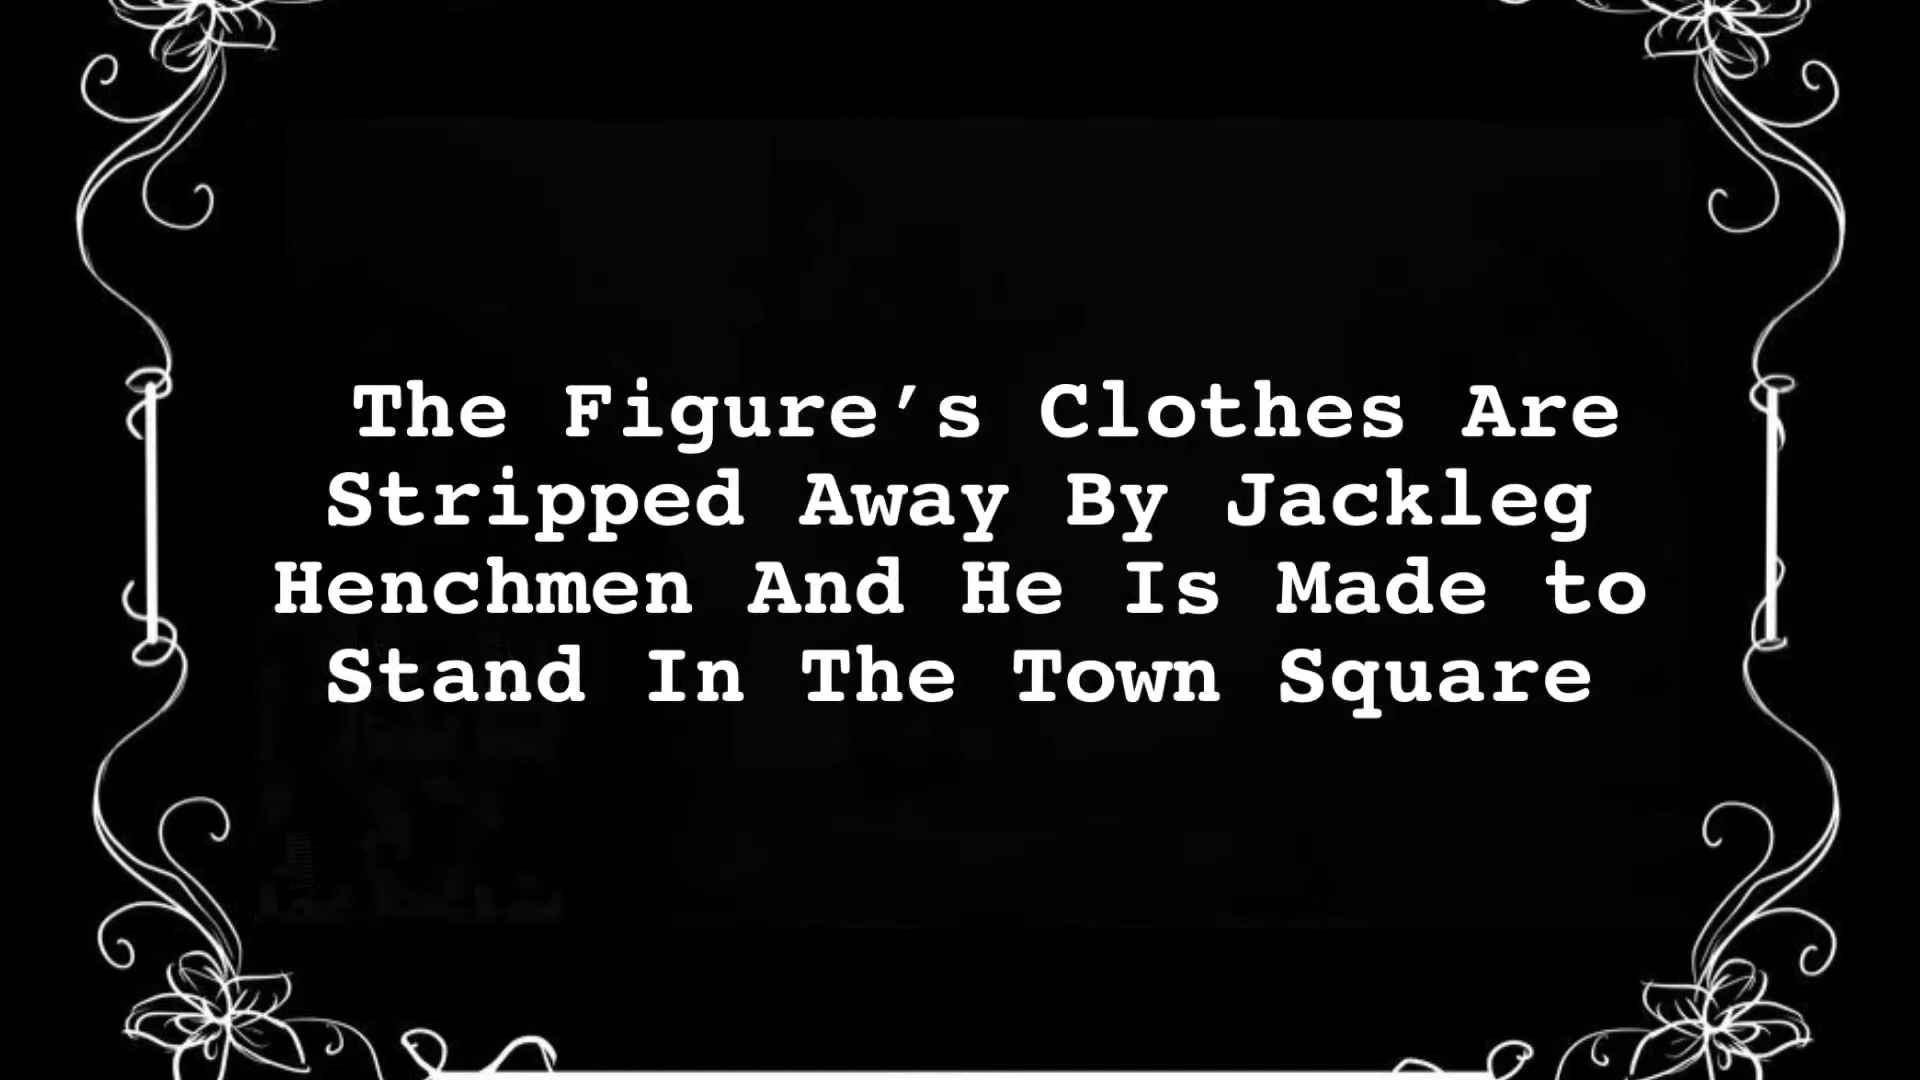 The Figure’s Clothes Are
Stripped Away By Jackleg
Henchmen And He Is Made to
Stand In The Town Square